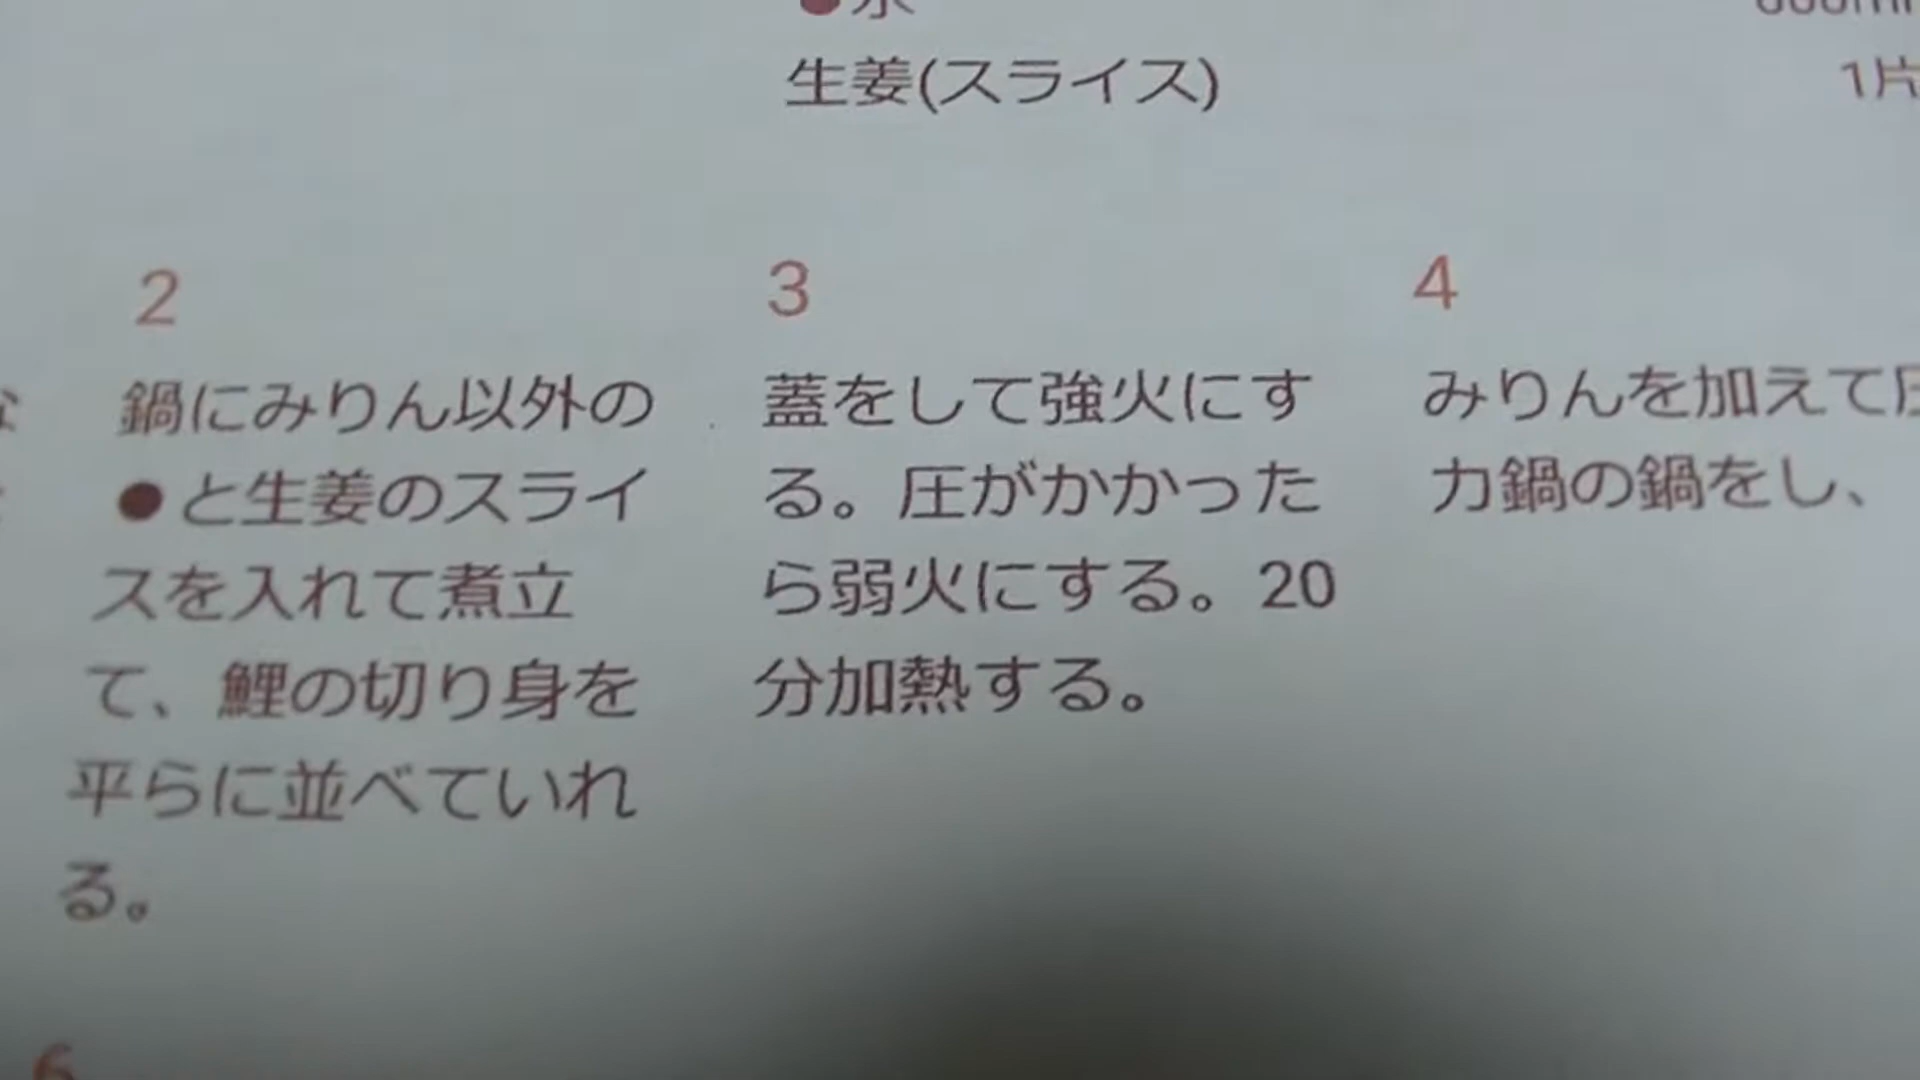 ●水
生姜(スライス)
1片
2
鍋にみりん以外の
●と生姜のスライ
スを入れて煮立
て、鯉の切り身を
平らに並べていれ
る。
3
蓋をして強火にす
る。圧がかかった
ら弱火にする。20
分加熱する。
4
みりんを加えて圧
力鍋の鍋をし、
6